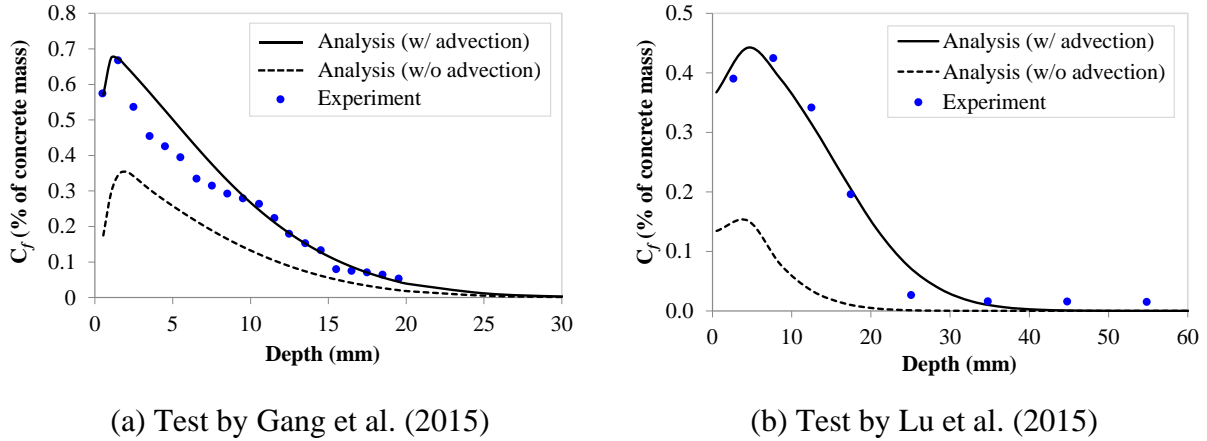 0.8
0.7
0.6
0.5
0.4
0.3
0.2
0.1
0
C_f (% of concrete mass)
Analysis (w/ advection)
Analysis (w/o advection)
Experiment
0 5 10 15 20 25 30
Depth (mm)
(a) Test by Gang et al. (2015)
0.5
0.4
0.3
0.2
0.1
0.0
C_f (% of concrete mass)
Analysis (w/ advection)
Analysis (w/o advection)
Experiment
0 10 20 30 40 50 60
Depth (mm)
(b) Test by Lu et al. (2015)